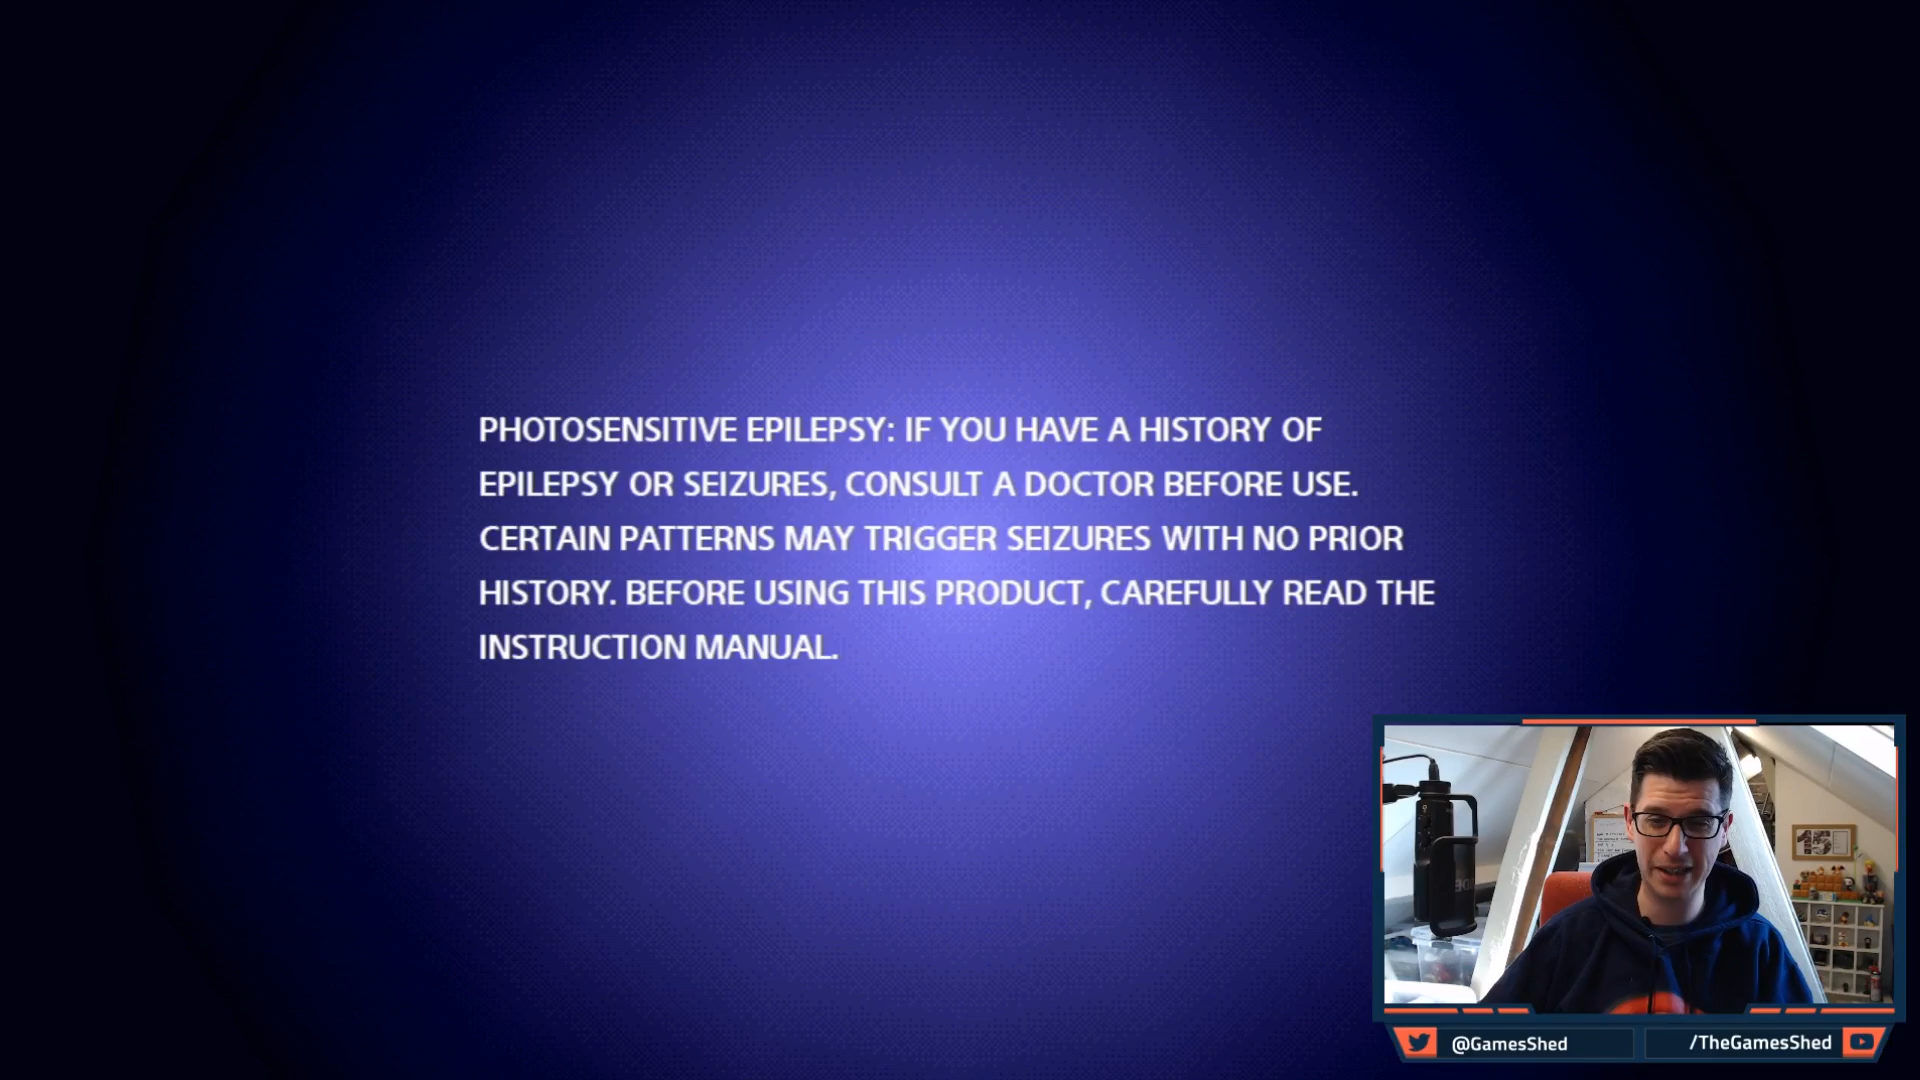 PHOTOSENSITIVE EPILEPSY: IF YOU HAVE A HISTORY OF
EPILEPSY OR SEIZURES, CONSULT A DOCTOR BEFORE USE.
CERTAIN PATTERNS MAY TRIGGER SEIZURES WITH NO PRIOR
HISTORY. BEFORE USING THIS PRODUCT, CAREFULLY READ THE
INSTRUCTION MANUAL.
@GamesShed
/TheGamesShed